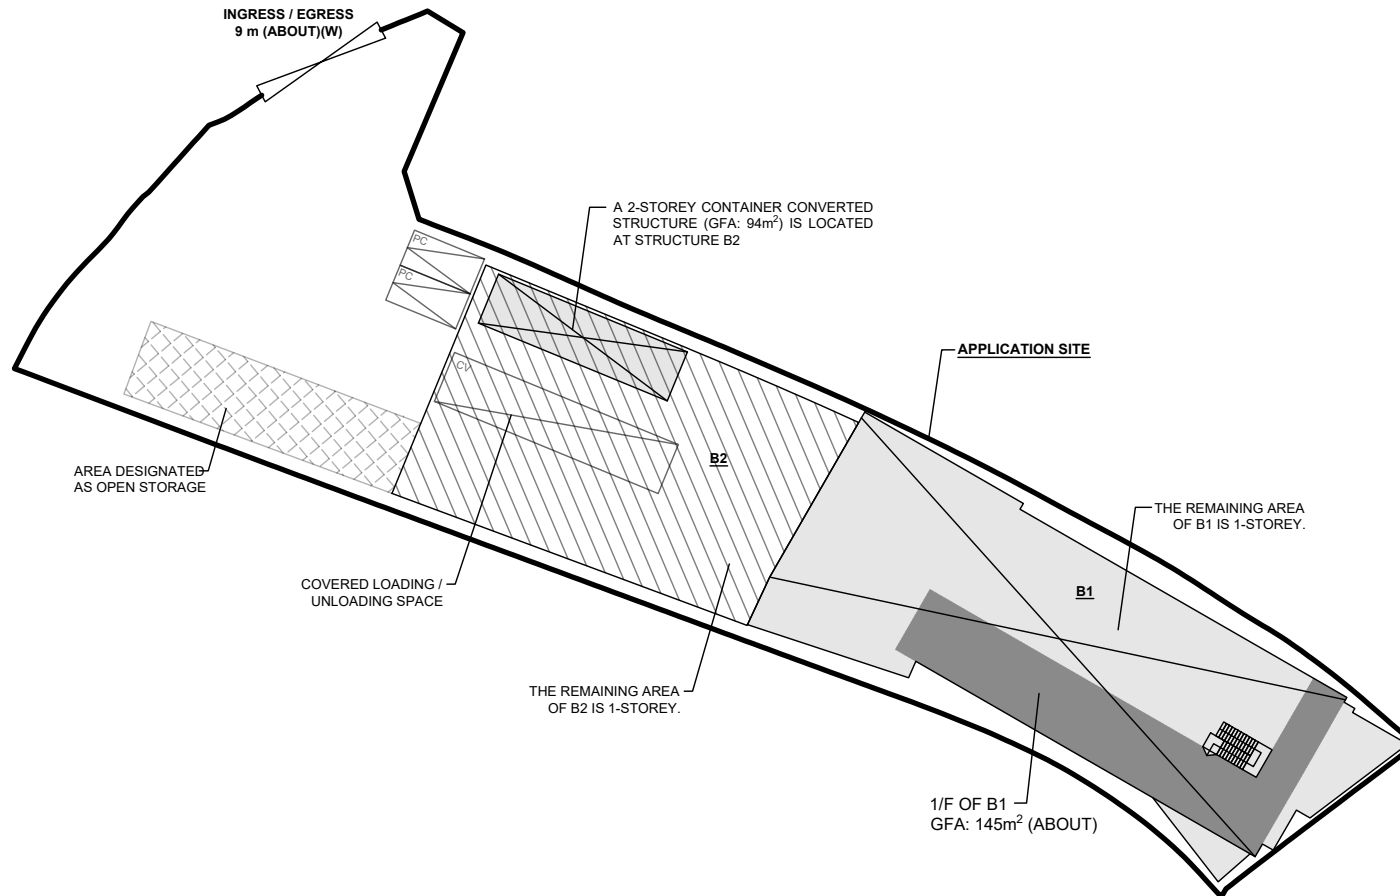 INGRESS / EGRESS
9 m (ABOUT)(W)
A 2-STOREY CONTAINER CONVERTED
STRUCTURE (GFA: 94m²) IS LOCATED
AT STRUCTURE B2
PC
PC
APPLICATION SITE
CV
B2
AREA DESIGNATED
AS OPEN STORAGE
THE REMAINING AREA
OF B1 IS 1-STOREY.
COVERED LOADING /
UNLOADING SPACE
B1
THE REMAINING AREA
OF B2 IS 1-STOREY.
1/F OF B1
GFA: 145m² (ABOUT)